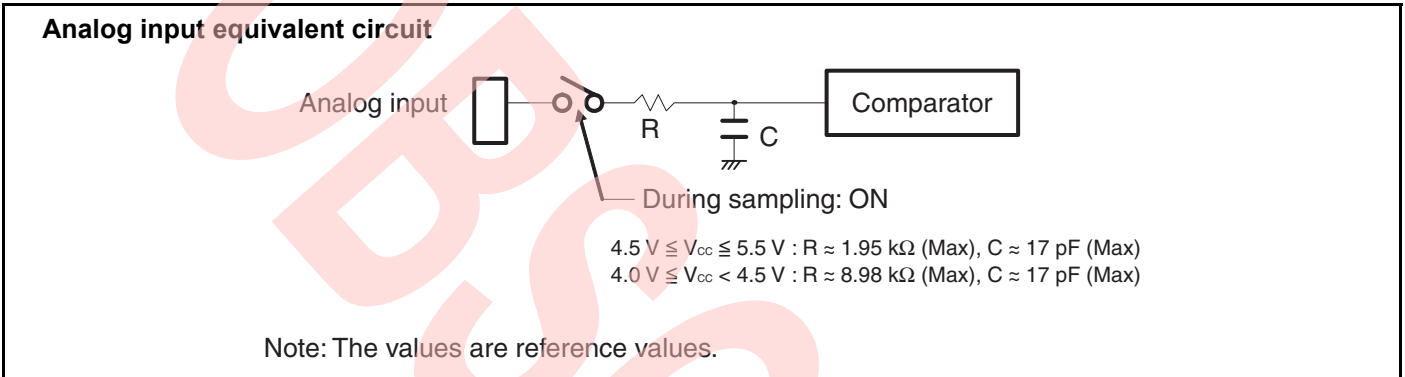 Analog input equivalent circuit
Analog input
R
C
Comparator
During sampling: ON
4.5 V ≦ Vcc ≦ 5.5 V : R ≈ 1.95 kΩ (Max), C ≈ 17 pF (Max)
4.0 V ≦ Vcc < 4.5 V : R ≈ 8.98 kΩ (Max), C ≈ 17 pF (Max)
Note: The values are reference values.